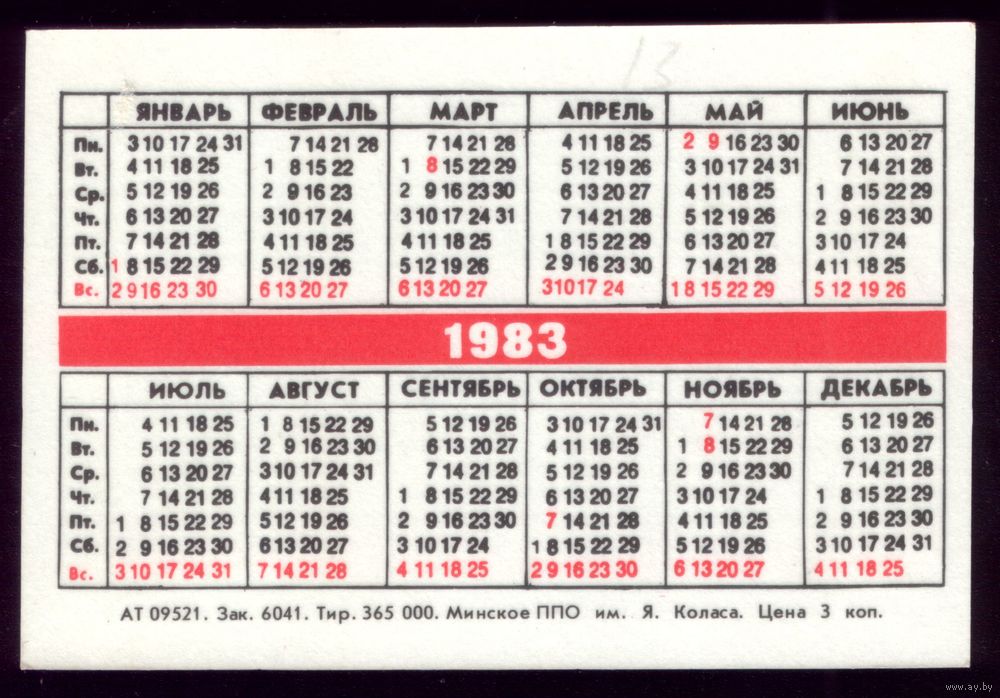 ЯНВАРЬ ФЕВРАЛЬ МАРТ АПРЕЛЬ МАЙ ИЮНЬ
Пн. 3 10 17 24 31 7 14 21 28 7 14 21 28 4 11 18 25 2 9 16 23 30 6 13 20 27
Вт. 4 11 18 25 1 8 15 22 1 8 15 22 29 5 12 19 26 3 10 17 24 31 7 14 21 28
Ср. 5 12 19 26 2 9 16 23 2 9 16 23 30 6 13 20 27 4 11 18 25 1 8 15 22 29
Чт. 6 13 20 27 3 10 17 24 3 10 17 24 31 7 14 21 28 5 12 19 26 2 9 16 23 30
Пт. 7 14 21 28 4 11 18 25 4 11 18 25 1 8 15 22 29 6 13 20 27 3 10 17 24
Сб. 1 8 15 22 29 5 12 19 26 5 12 19 26 2 9 16 23 30 7 14 21 28 4 11 18 25
Вс. 2 9 16 23 30 6 13 20 27 6 13 20 27 3 10 17 24 1 8 15 22 29 5 12 19 26
1983
ИЮЛЬ АВГУСТ СЕНТЯБРЬ ОКТЯБРЬ НОЯБРЬ ДЕКАБРЬ
Пн. 4 11 18 25 1 8 15 22 29 5 12 19 26 3 10 17 24 31 7 14 21 28 5 12 19 26
Вт. 5 12 19 26 2 9 16 23 30 6 13 20 27 4 11 18 25 1 8 15 22 29 6 13 20 27
Ср. 6 13 20 27 3 10 17 24 31 7 14 21 28 5 12 19 26 2 9 16 23 30 7 14 21 28
Чт. 7 14 21 28 4 11 18 25 1 8 15 22 29 6 13 20 27 3 10 17 24 1 8 15 22 29
Пт. 1 8 15 22 29 5 12 19 26 2 9 16 23 30 7 14 21 28 4 11 18 25 2 9 16 23 30
Сб. 2 9 16 23 30 6 13 20 27 3 10 17 24 1 8 15 22 29 5 12 19 26 3 10 17 24 31
Вс. 3 10 17 24 31 7 14 21 28 4 11 18 25 2 9 16 23 30 6 13 20 27 4 11 18 25
АТ 09521. Зак. 6041. Тир. 365 000. Минское ППО им. Я. Коласа. Цена 3 коп.
www.ay.by